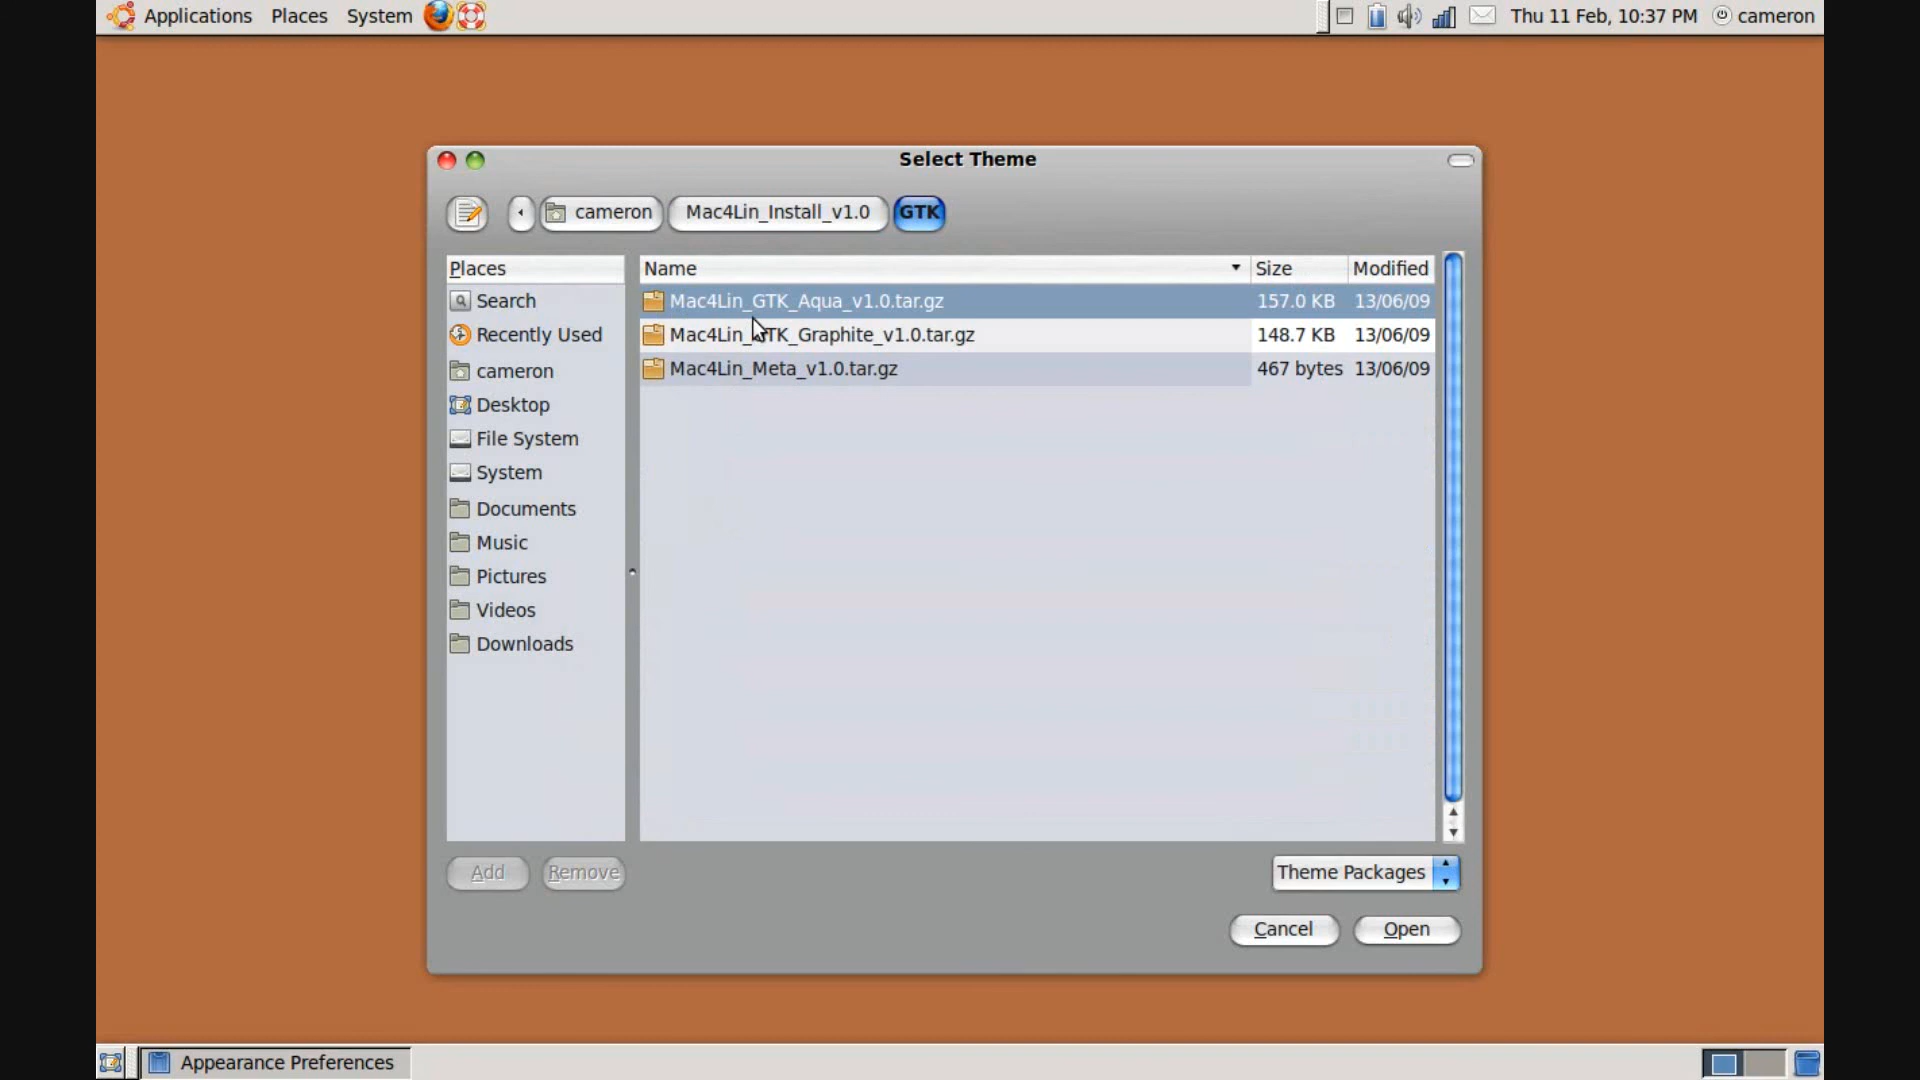 Applications Places System Thu 11 Feb, 10:37 PM cameron
Select Theme
cameron Mac4Lin_Install_v1.0 GTK
Places Name Size Modified
Search Mac4Lin_GTK_Aqua_v1.0.tar.gz 157.0 KB 13/06/09
Recently Used Mac4Lin_GTK_Graphite_v1.0.tar.gz 148.7 KB 13/06/09
cameron Mac4Lin_Meta_v1.0.tar.gz 467 bytes 13/06/09
Desktop
File System
System
Documents
Music
Pictures
Videos
Downloads
Add Remove Theme Packages
Cancel Open
Appearance Preferences